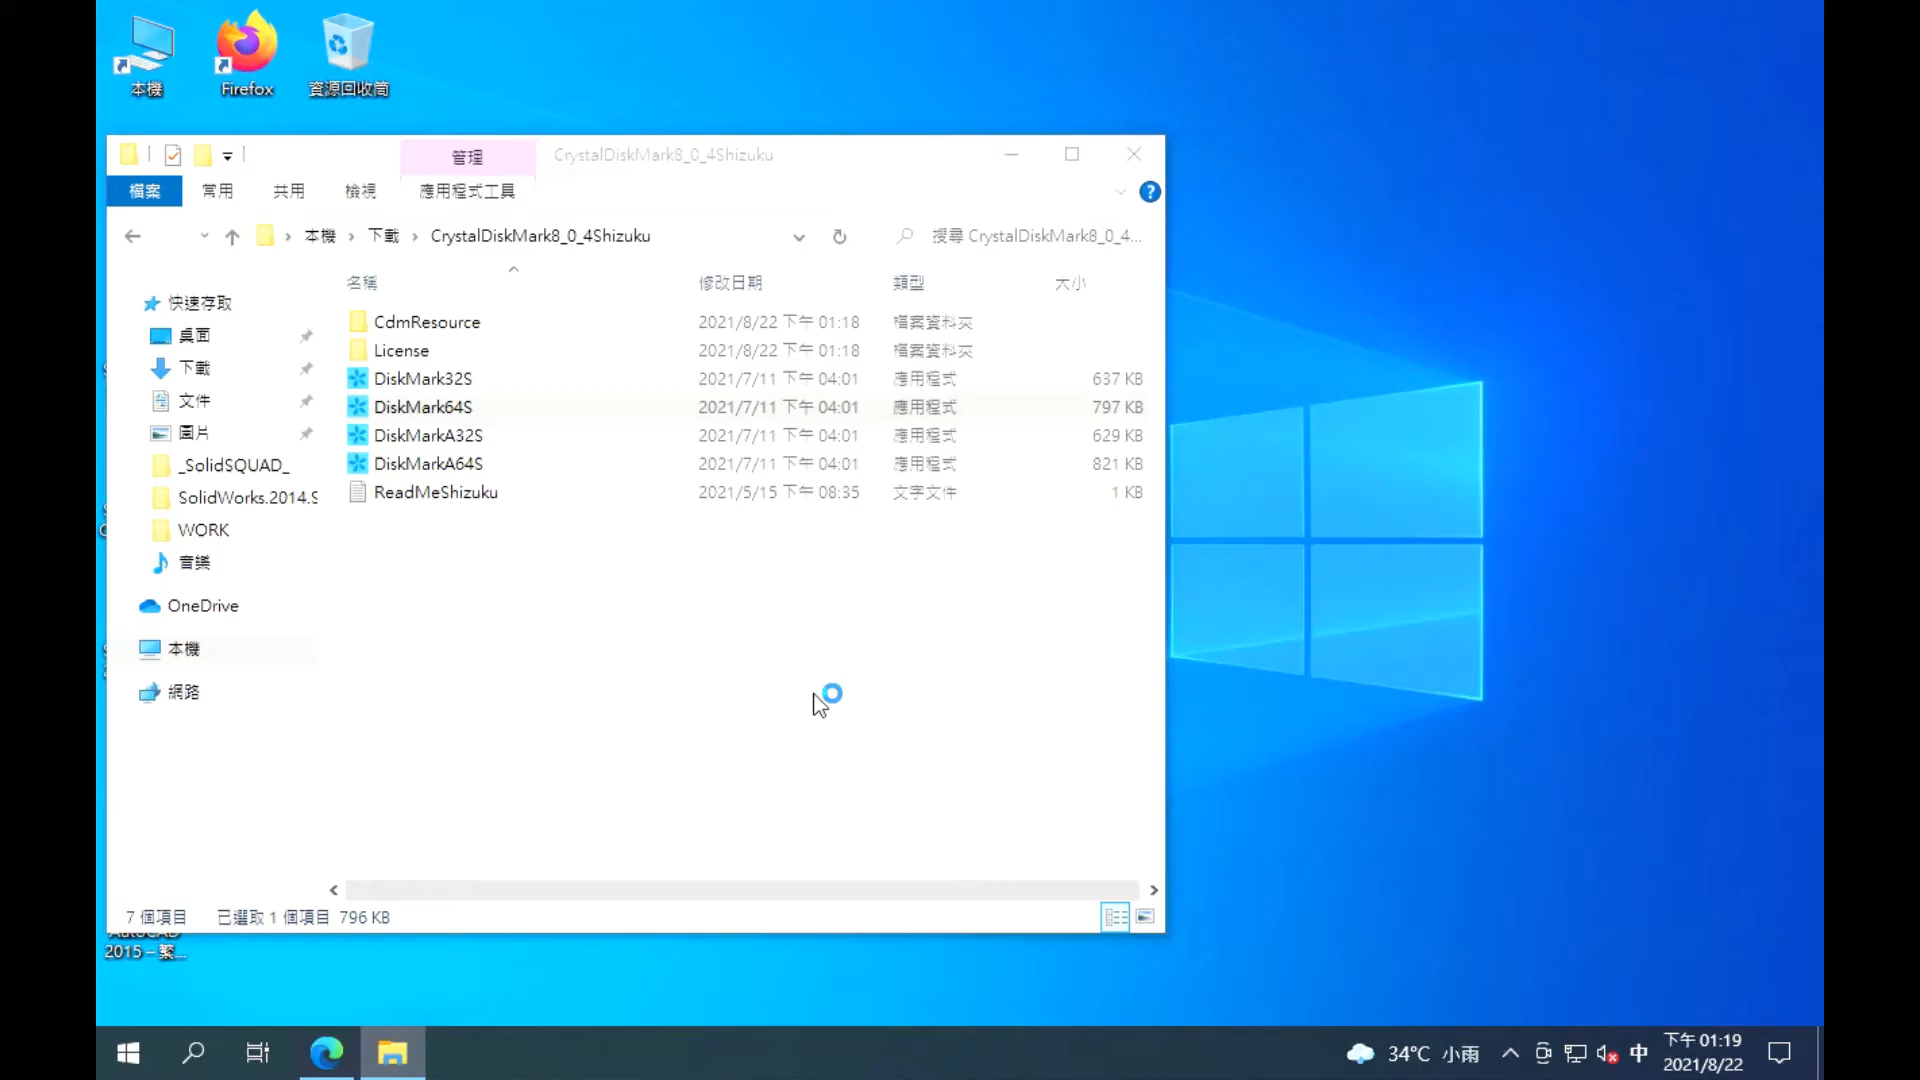 本機
Firefox
資源回收筒
管理
CrystalDiskMark8_0_4Shizuku
檔案
常用
共用
檢視
應用程式工具
本機 › 下載 › CrystalDiskMark8_0_4Shizuku
搜尋 CrystalDiskMark8_0_4...
名稱 修改日期 類型 大小
快速存取
桌面
下載
文件
圖片
_SolidSQUAD_
SolidWorks.2014.S
WORK
音樂
OneDrive
本機
網路
CdmResource 2021/8/22 下午 01:18 檔案資料夾
License 2021/8/22 下午 01:18 檔案資料夾
DiskMark32S 2021/7/11 下午 04:01 應用程式 637 KB
DiskMark64S 2021/7/11 下午 04:01 應用程式 797 KB
DiskMarkA32S 2021/7/11 下午 04:01 應用程式 629 KB
DiskMarkA64S 2021/7/11 下午 04:01 應用程式 821 KB
ReadMeShizuku 2021/5/15 下午 08:35 文字文件 1 KB
7 個項目 已選取 1 個項目 796 KB
AutoCAD
2015 – 繁...
34°C 小雨
中
下午 01:19
2021/8/22